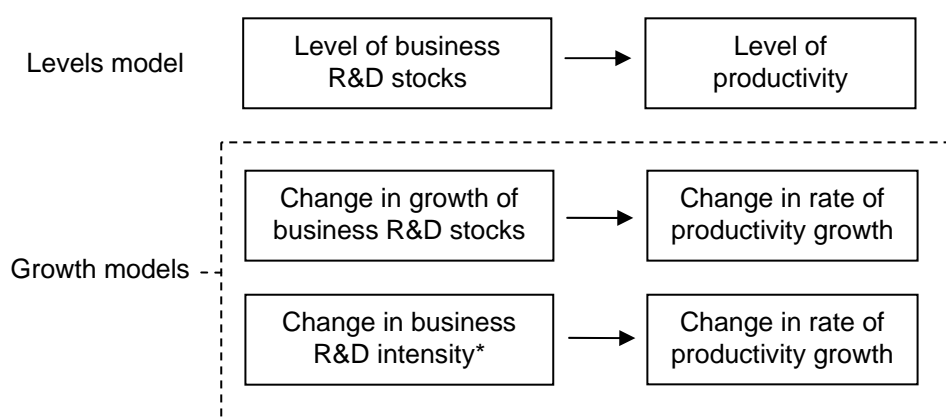 Levels model
Level of business
R&D stocks
Level of
productivity
Growth models
Change in growth of
business R&D stocks
Change in rate of
productivity growth
Change in business
R&D intensity*
Change in rate of
productivity growth